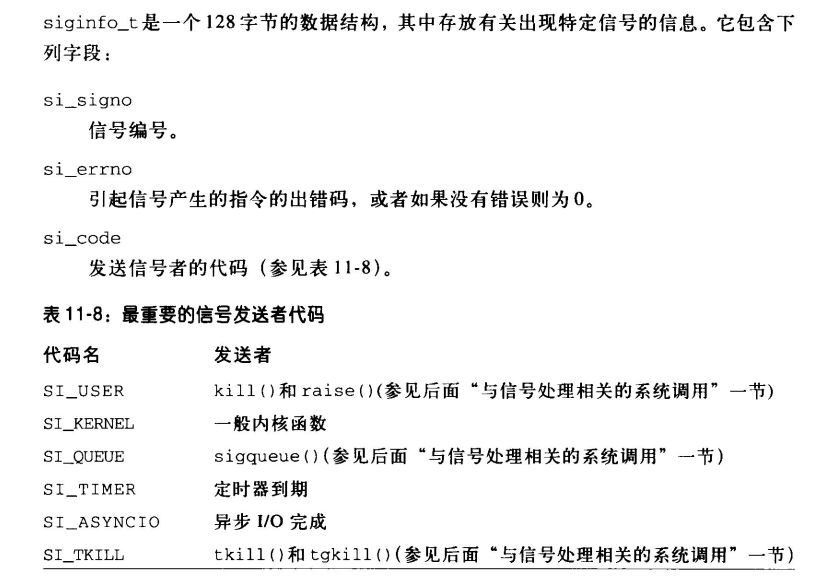 siginfo_t是一个128字节的数据结构，其中存放有关出现特定信号的信息。它包含下
列字段：
si_signo
信号编号。
si_errno
引起信号产生的指令的出错码，或者如果没有错误则为0。
si_code
发送信号者的代码（参见表11-8）。
表11-8：最重要的信号发送者代码
代码名 发送者
SI_USER kill()和raise()(参见后面“与信号处理相关的系统调用”一节)
SI_KERNEL 一般内核函数
SI_QUEUE sigqueue()(参见后面“与信号处理相关的系统调用”一节)
SI_TIMER 定时器到期
SI_ASYNCIO 异步I/O完成
SI_TKILL tkill()和tgkill()(参见后面“与信号处理相关的系统调用”一节)